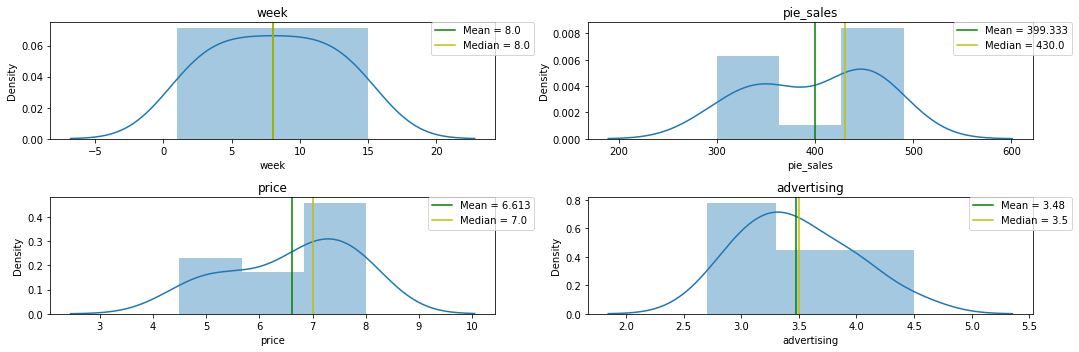 week
Mean = 8.0
Median = 8.0
0.06
0.04
0.02
0.00
Density
−5 0 5 10 15 20
week
pie_sales
Mean = 399.333
Median = 430.0
0.008
0.006
0.004
0.002
0.000
Density
200 300 400 500 600
pie_sales
price
Mean = 6.613
Median = 7.0
0.4
0.3
0.2
0.1
0.0
Density
3 4 5 6 7 8 9 10
price
advertising
Mean = 3.48
Median = 3.5
0.8
0.6
0.4
0.2
0.0
Density
2.0 2.5 3.0 3.5 4.0 4.5 5.0 5.5
advertising